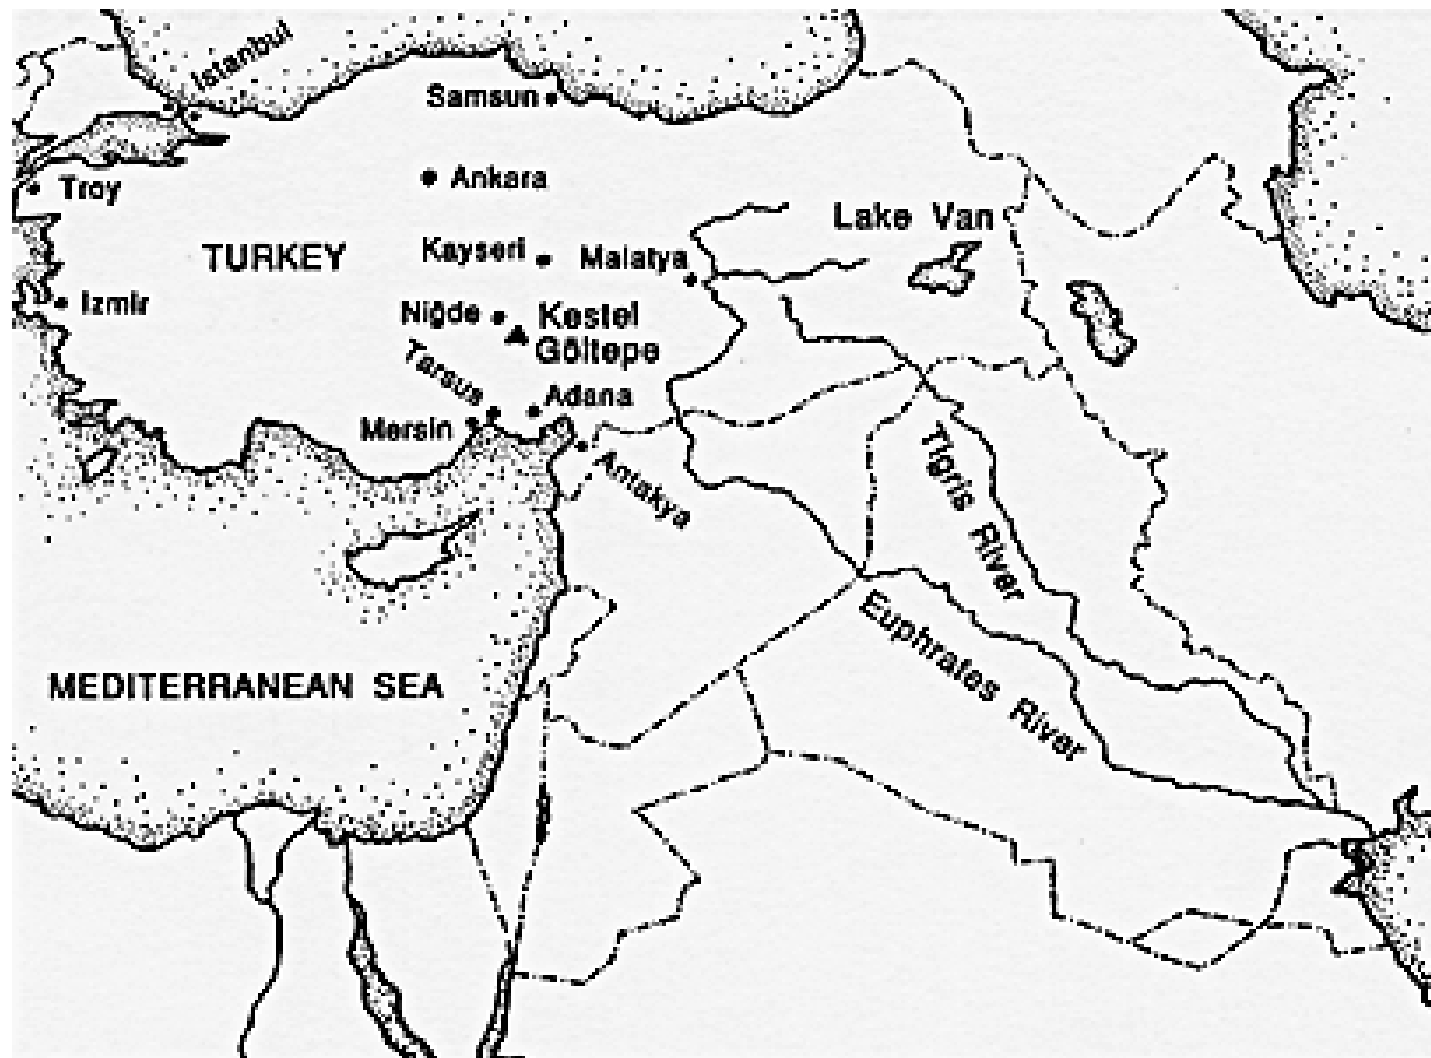 Istanbul
Samsun
Troy
Ankara
Lake Van
TURKEY
Kayseri
Malatya
Izmir
Niğde
Kestel
Göltepe
Tarsus
Adana
Mersin
Antakya
Tigris River
Euphrates River
MEDITERRANEAN SEA